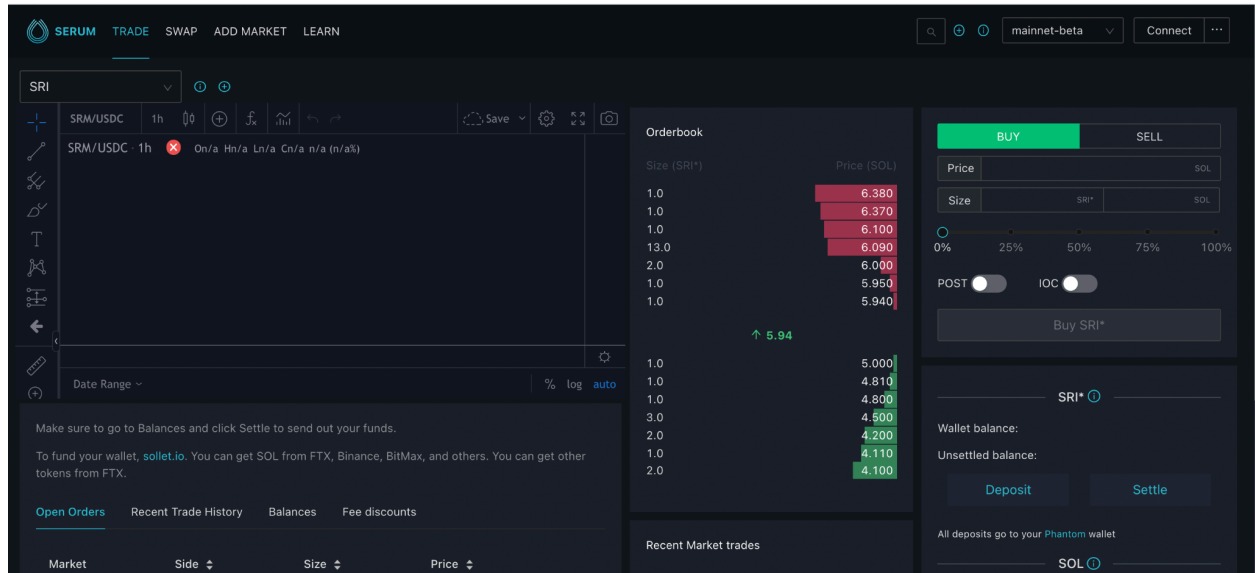 SERUM TRADE SWAP ADD MARKET LEARN
mainnet-beta Connect ...
SRI
SRM/USDC 1h Save
SRM/USDC · 1h On/a Hn/a Ln/a Cn/a n/a (n/a%)
T
Date Range % log auto
Make sure to go to Balances and click Settle to send out your funds.
To fund your wallet, sollet.io. You can get SOL from FTX, Binance, BitMax, and others. You can get other
tokens from FTX.
Open Orders Recent Trade History Balances Fee discounts
Market Side Size Price
Orderbook
Size (SRI*) Price (SOL)
1.0 6.380
1.0 6.370
1.0 6.100
13.0 6.090
2.0 6.000
1.0 5.950
1.0 5.940
↑ 5.94
1.0 5.000
1.0 4.810
1.0 4.800
3.0 4.500
2.0 4.200
1.0 4.110
2.0 4.100
Recent Market trades
BUY SELL
Price SOL
Size SRI* SOL
0% 25% 50% 75% 100%
POST IOC
Buy SRI*
SRI*
Wallet balance:
Unsettled balance:
Deposit Settle
All deposits go to your Phantom wallet
SOL